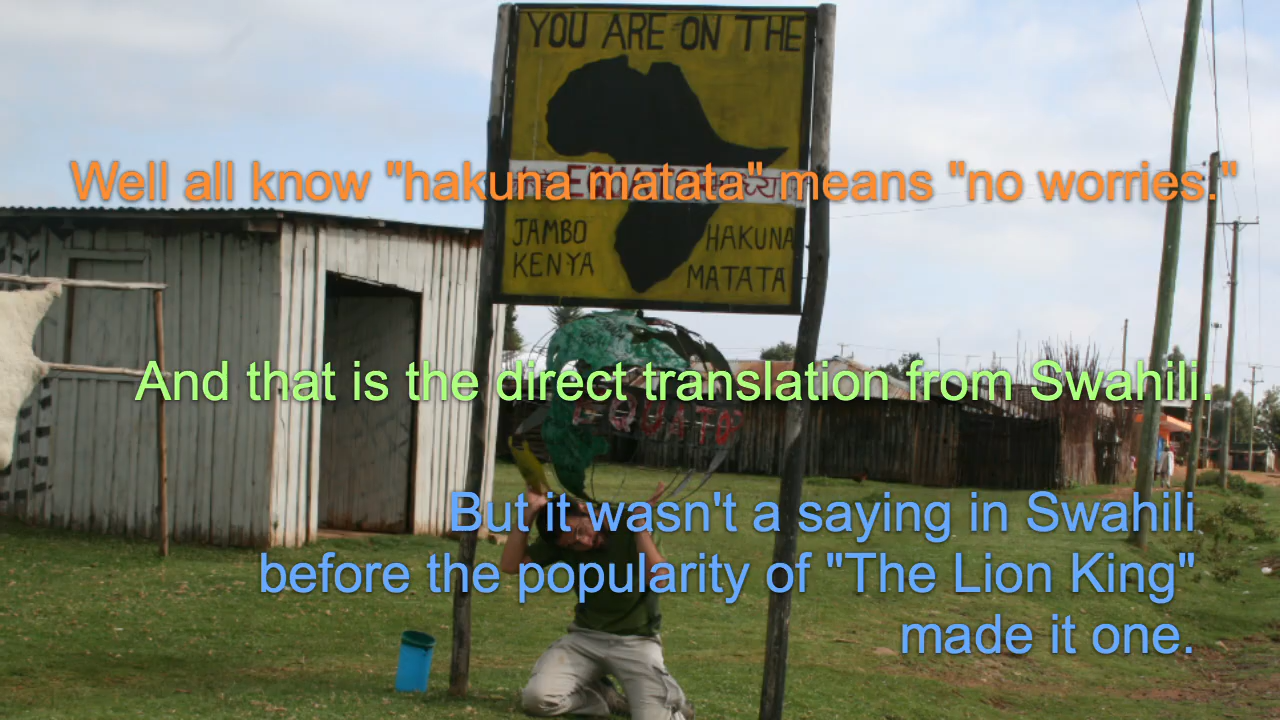 YOU ARE ON THE
Well all know "hakuna matata" means "no worries."
EQUATOR
JAMBO
KENYA
HAKUNA
MATATA
And that is the direct translation from Swahili.
EQUATOR
But it wasn't a saying in Swahili
before the popularity of "The Lion King"
made it one.